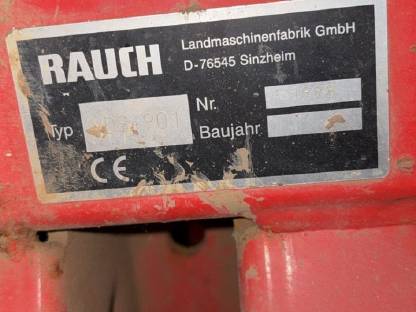 RAUCH
Landmaschinenfabrik GmbH
D-76545 Sinzheim
Nr.
Typ
Baujahr
CE